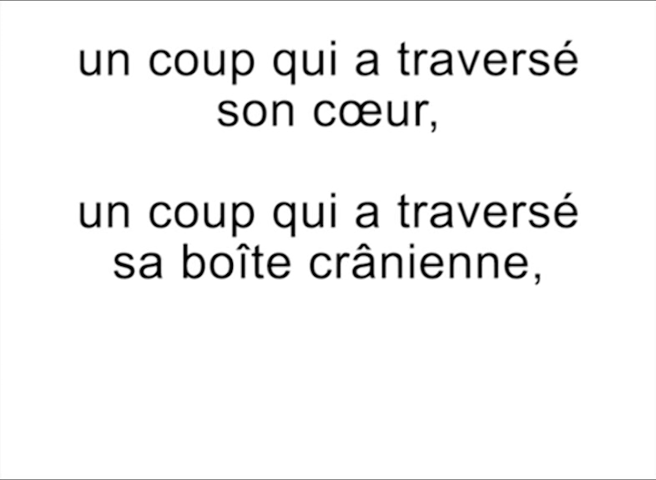 un coup qui a traversé
son cœur,
un coup qui a traversé
sa boîte crânienne,